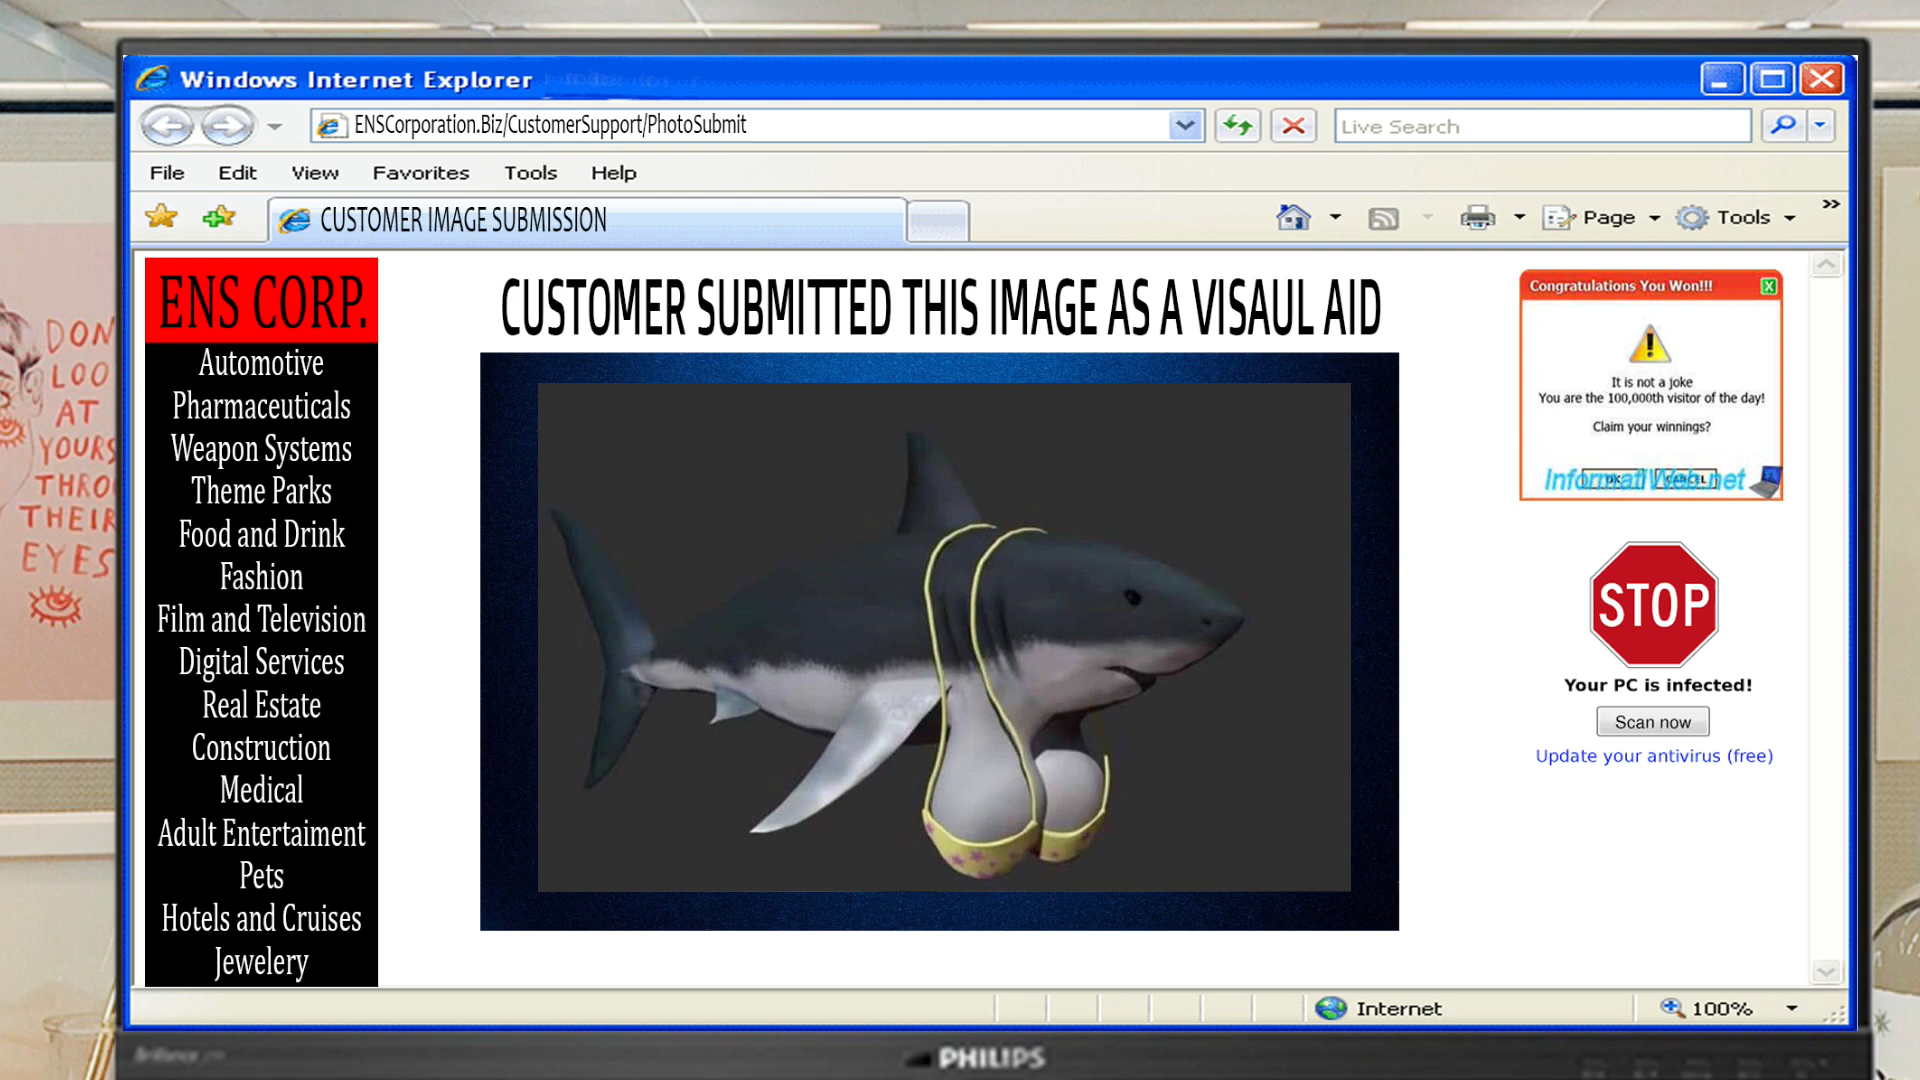 Windows Internet Explorer
ENSCorporation.Biz/CustomerSupport/PhotoSubmit
Live Search
File Edit View Favorites Tools Help
CUSTOMER IMAGE SUBMISSION
Page Tools
ENS CORP.
Automotive
Pharmaceuticals
Weapon Systems
Theme Parks
Food and Drink
Fashion
Film and Television
Digital Services
Real Estate
Construction
Medical
Adult Entertaiment
Pets
Hotels and Cruises
Jewelery
CUSTOMER SUBMITTED THIS IMAGE AS A VISAUL AID
Congratulations You Won!!!
It is not a joke
You are the 100,000th visitor of the day!
Claim your winnings?
InformatiWeb.net
STOP
Your PC is infected!
Scan now
Update your antivirus (free)
Internet
100%
PHILIPS
DON
LOO
AT
YOURS
THRO
THEIR
EYES